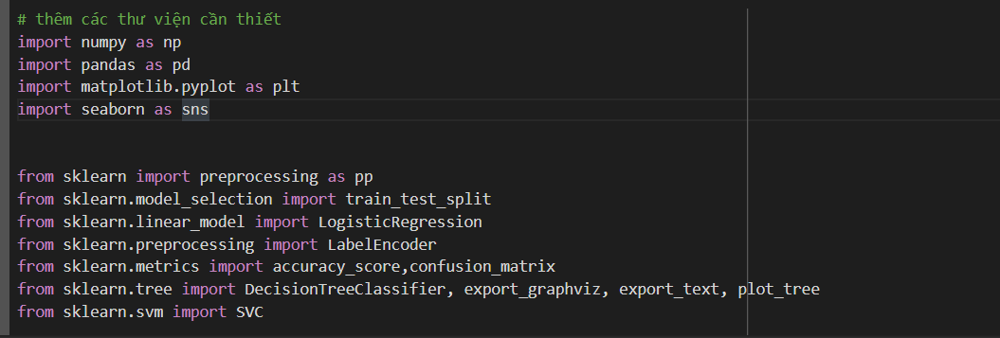 # thêm các thư viện cần thiết
import numpy as np
import pandas as pd
import matplotlib.pyplot as plt
import seaborn as sns
from sklearn import preprocessing as pp
from sklearn.model_selection import train_test_split
from sklearn.linear_model import LogisticRegression
from sklearn.preprocessing import LabelEncoder
from sklearn.metrics import accuracy_score,confusion_matrix
from sklearn.tree import DecisionTreeClassifier, export_graphviz, export_text, plot_tree
from sklearn.svm import SVC